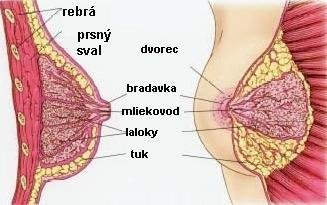 rebrá
prsný
sval
dvorec
bradavka
mliekovod
laloky
tuk